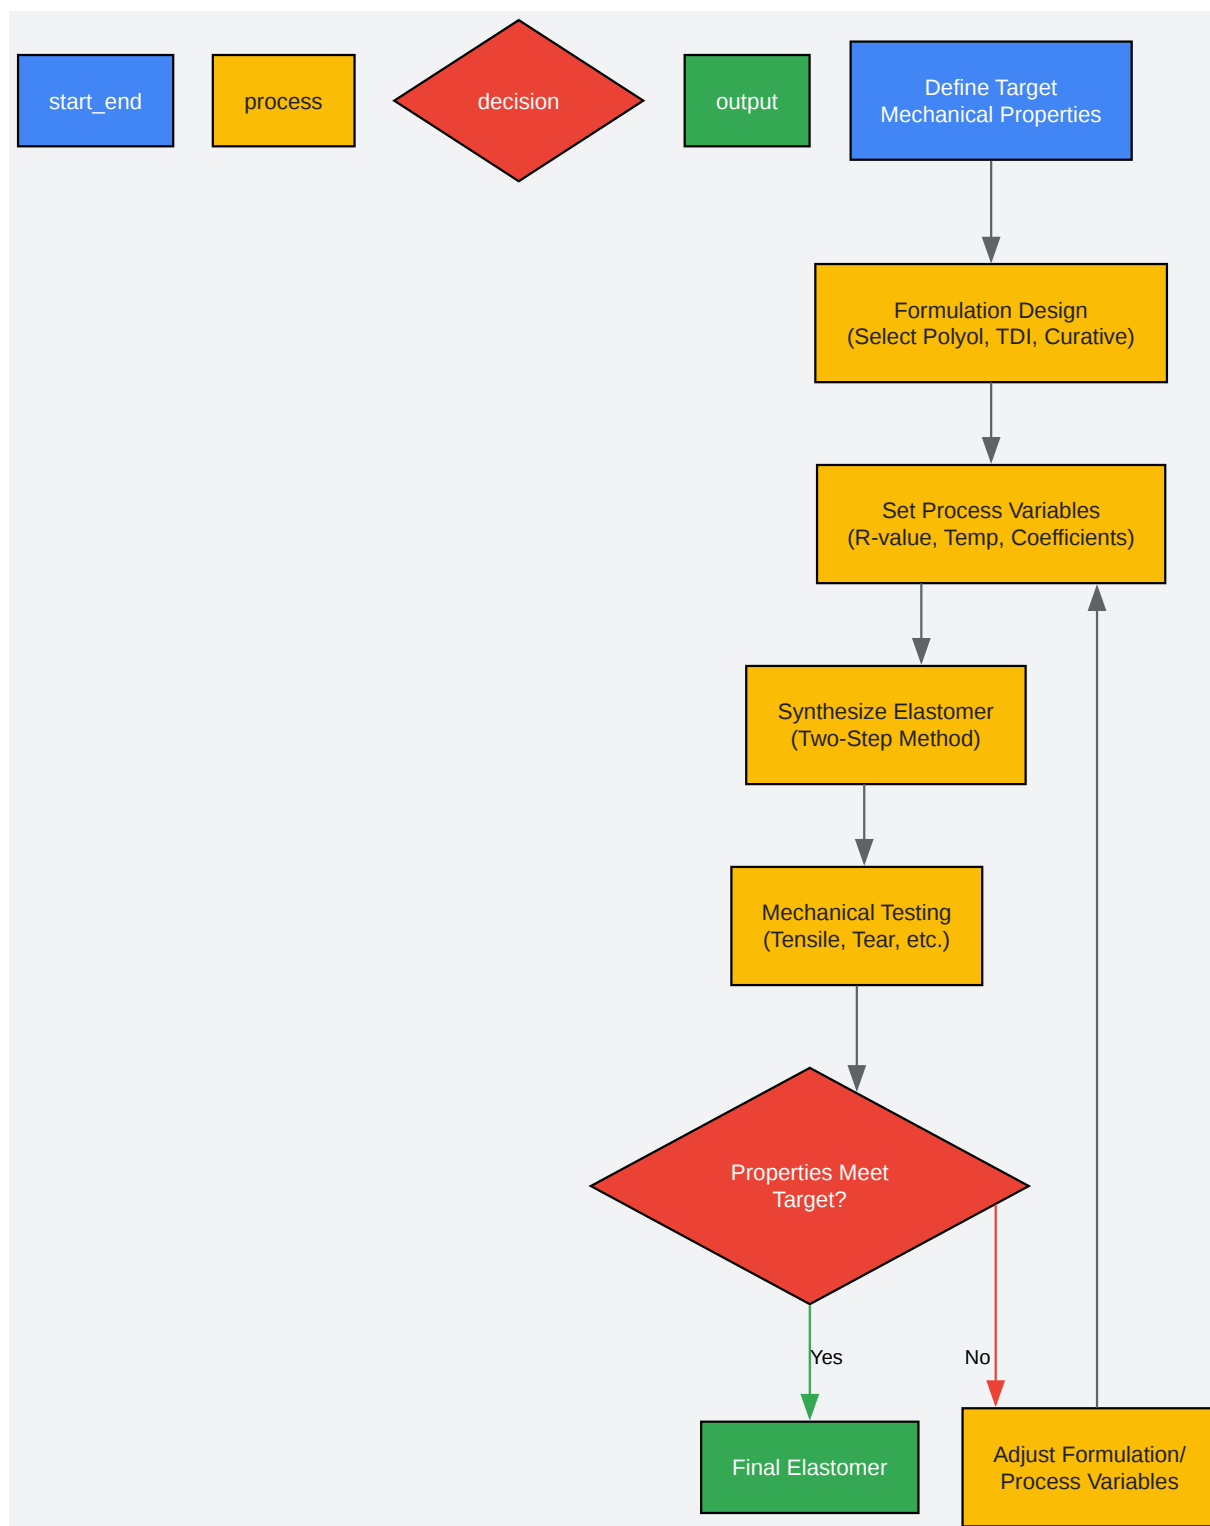 start_end
process
decision
output
Define Target
Mechanical Properties
Formulation Design
(Select Polyol, TDI, Curative)
Set Process Variables
(R-value, Temp, Coefficients)
Synthesize Elastomer
(Two-Step Method)
Mechanical Testing
(Tensile, Tear, etc.)
Properties Meet
Target?
Yes
No
Final Elastomer
Adjust Formulation/
Process Variables